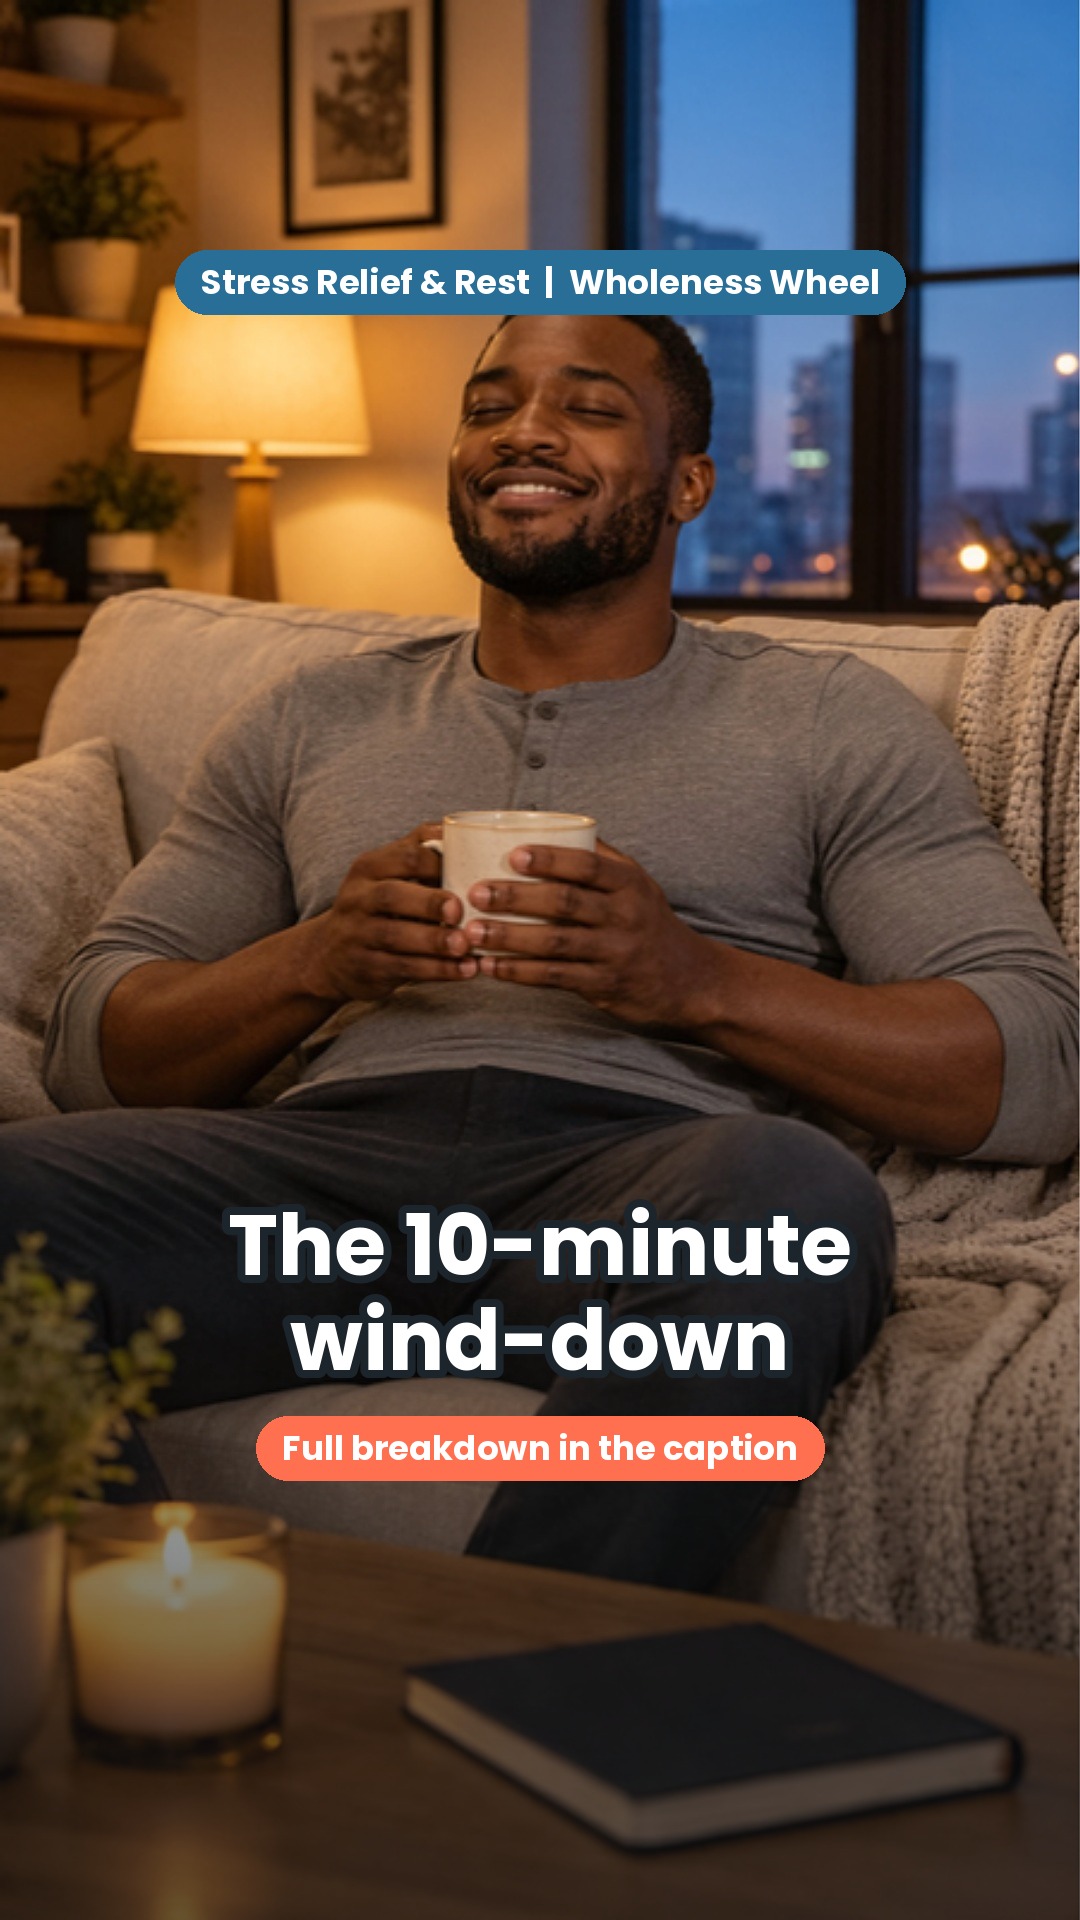 Stress Relief & Rest | Wholeness Wheel
The 10-minute
wind-down
Full breakdown in the caption